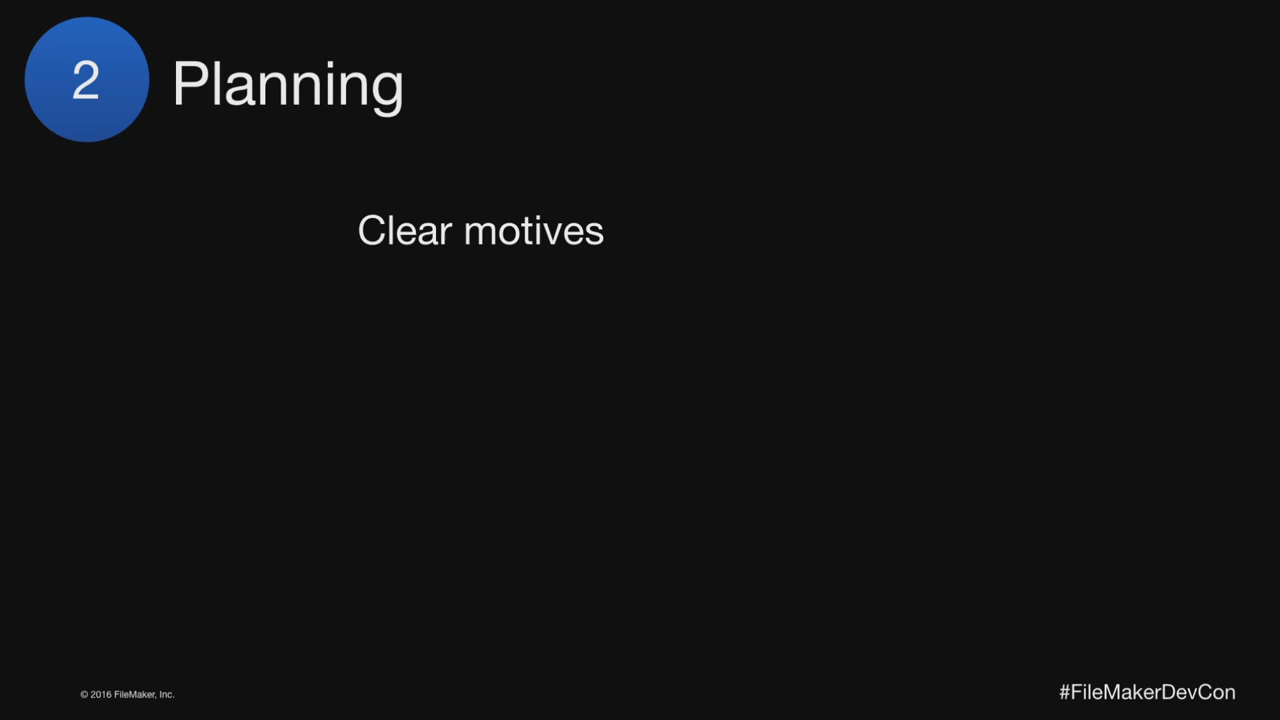 2
Planning
Clear motives
© 2016 FileMaker, Inc.
#FileMakerDevCon